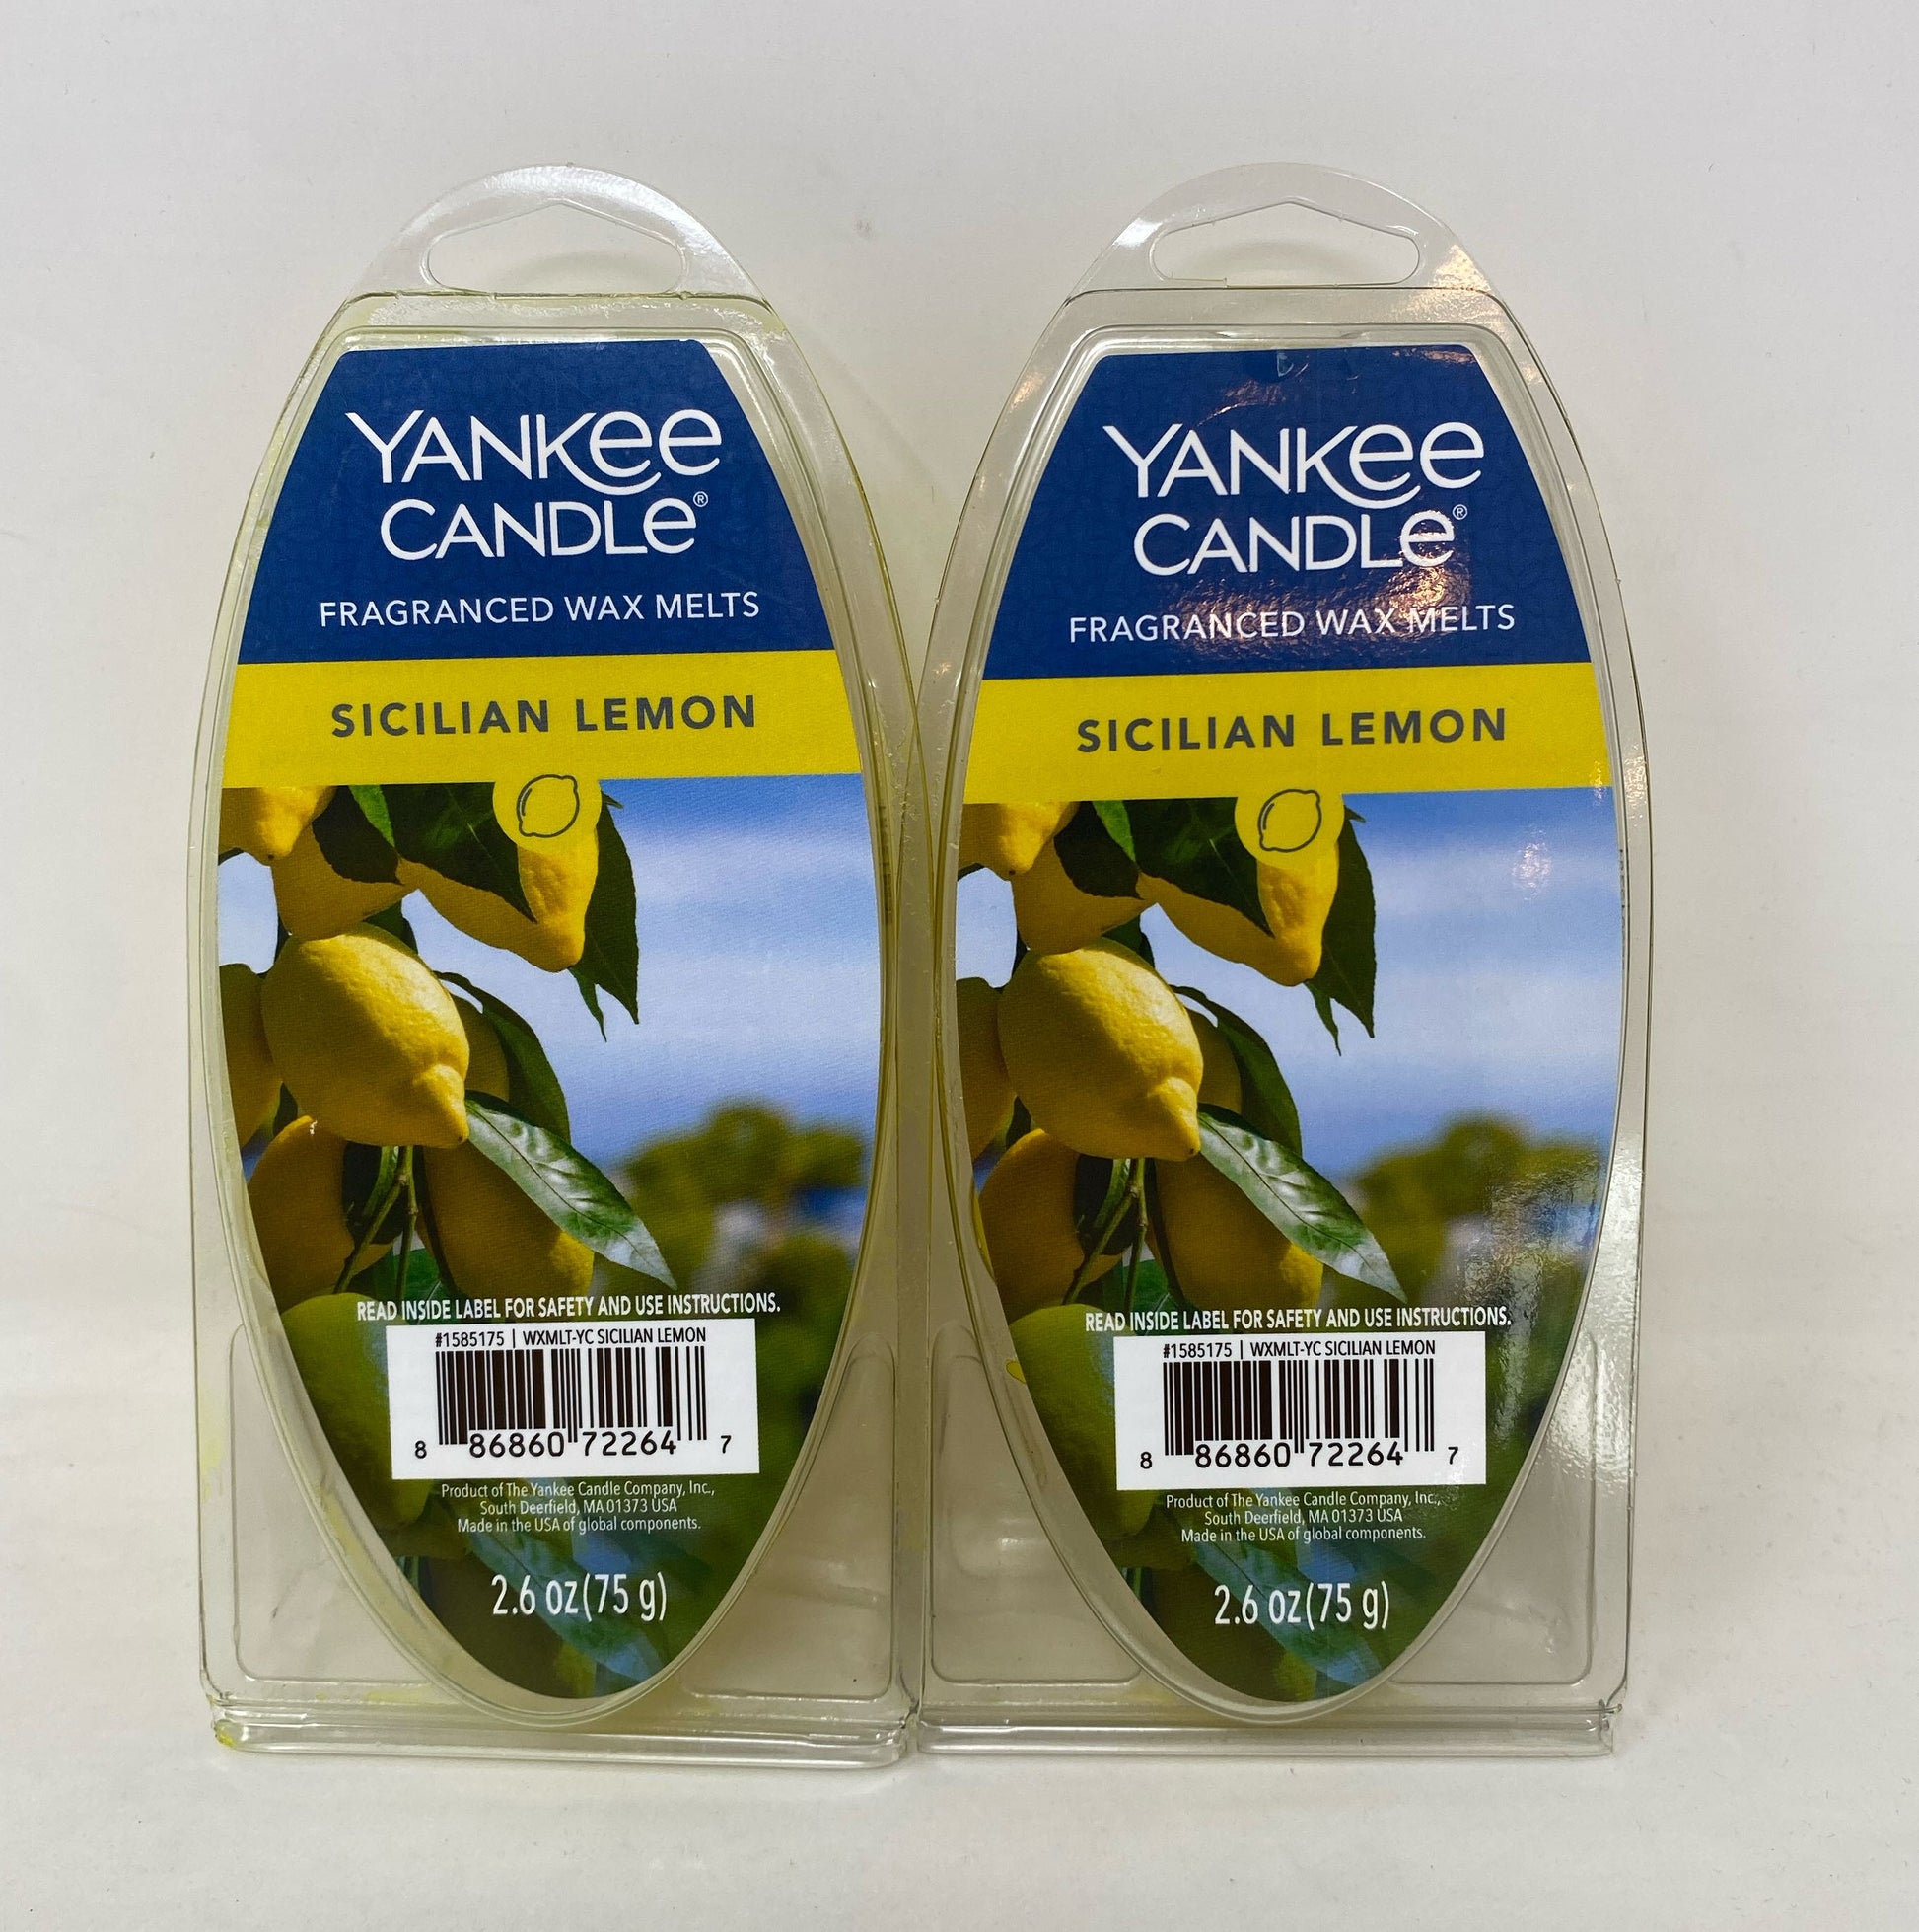 YANKee
CANDLe®
FRAGRANCED WAX MELTS
SICILIAN LEMON
READ INSIDE LABEL FOR SAFETY AND USE INSTRUCTIONS.
#1585175 | WXMLT-YC SICILIAN LEMON
8 86860 72264 7
Product of The Yankee Candle Company, Inc.,
South Deerfield, MA 01373 USA
Made in the USA of global components.
2.6 oz(75 g)
YANKee
CANDLe®
FRAGRANCED WAX MELTS
SICILIAN LEMON
READ INSIDE LABEL FOR SAFETY AND USE INSTRUCTIONS.
#1585175 | WXMLT-YC SICILIAN LEMON
8 86860 72264 7
Product of The Yankee Candle Company, Inc.,
South Deerfield, MA 01373 USA
Made in the USA of global components.
2.6 oz(75 g)